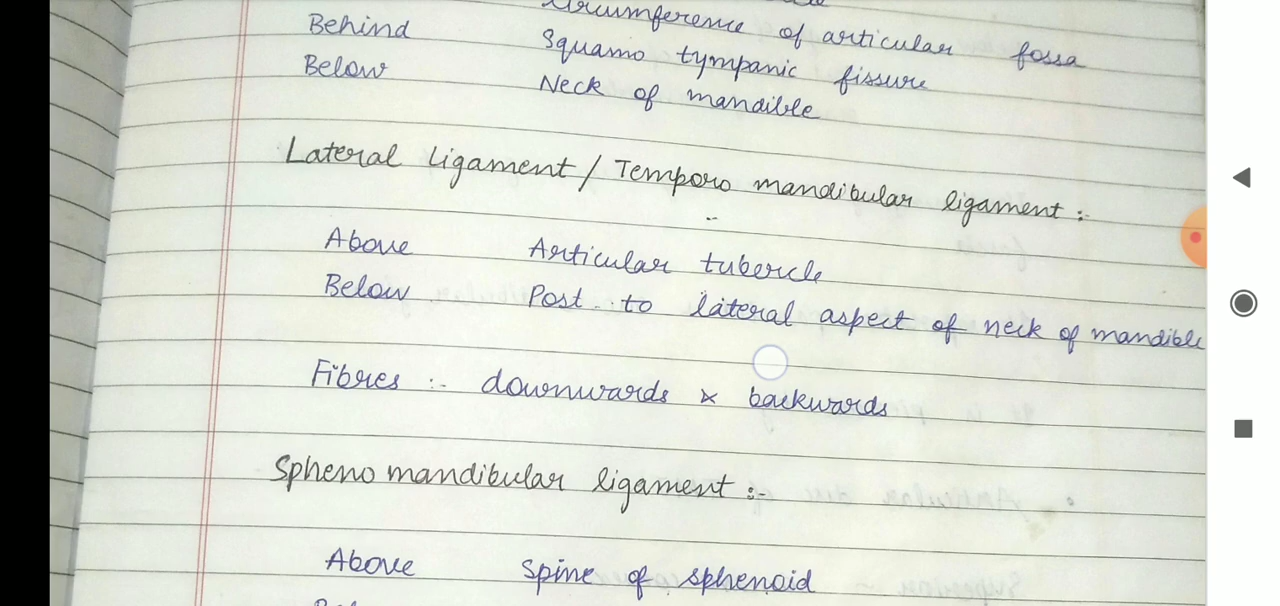 circumference of articular fossa
Behind Squamo tympanic fissure
Below Neck of mandible
Lateral Ligament / Temporo mandibular ligament :-
Above Articular tubercle
Below Post. to lateral aspect of neck of mandible
Fibres :- downwards & backwards
Spheno mandibular ligament :-
Above Spine of sphenoid